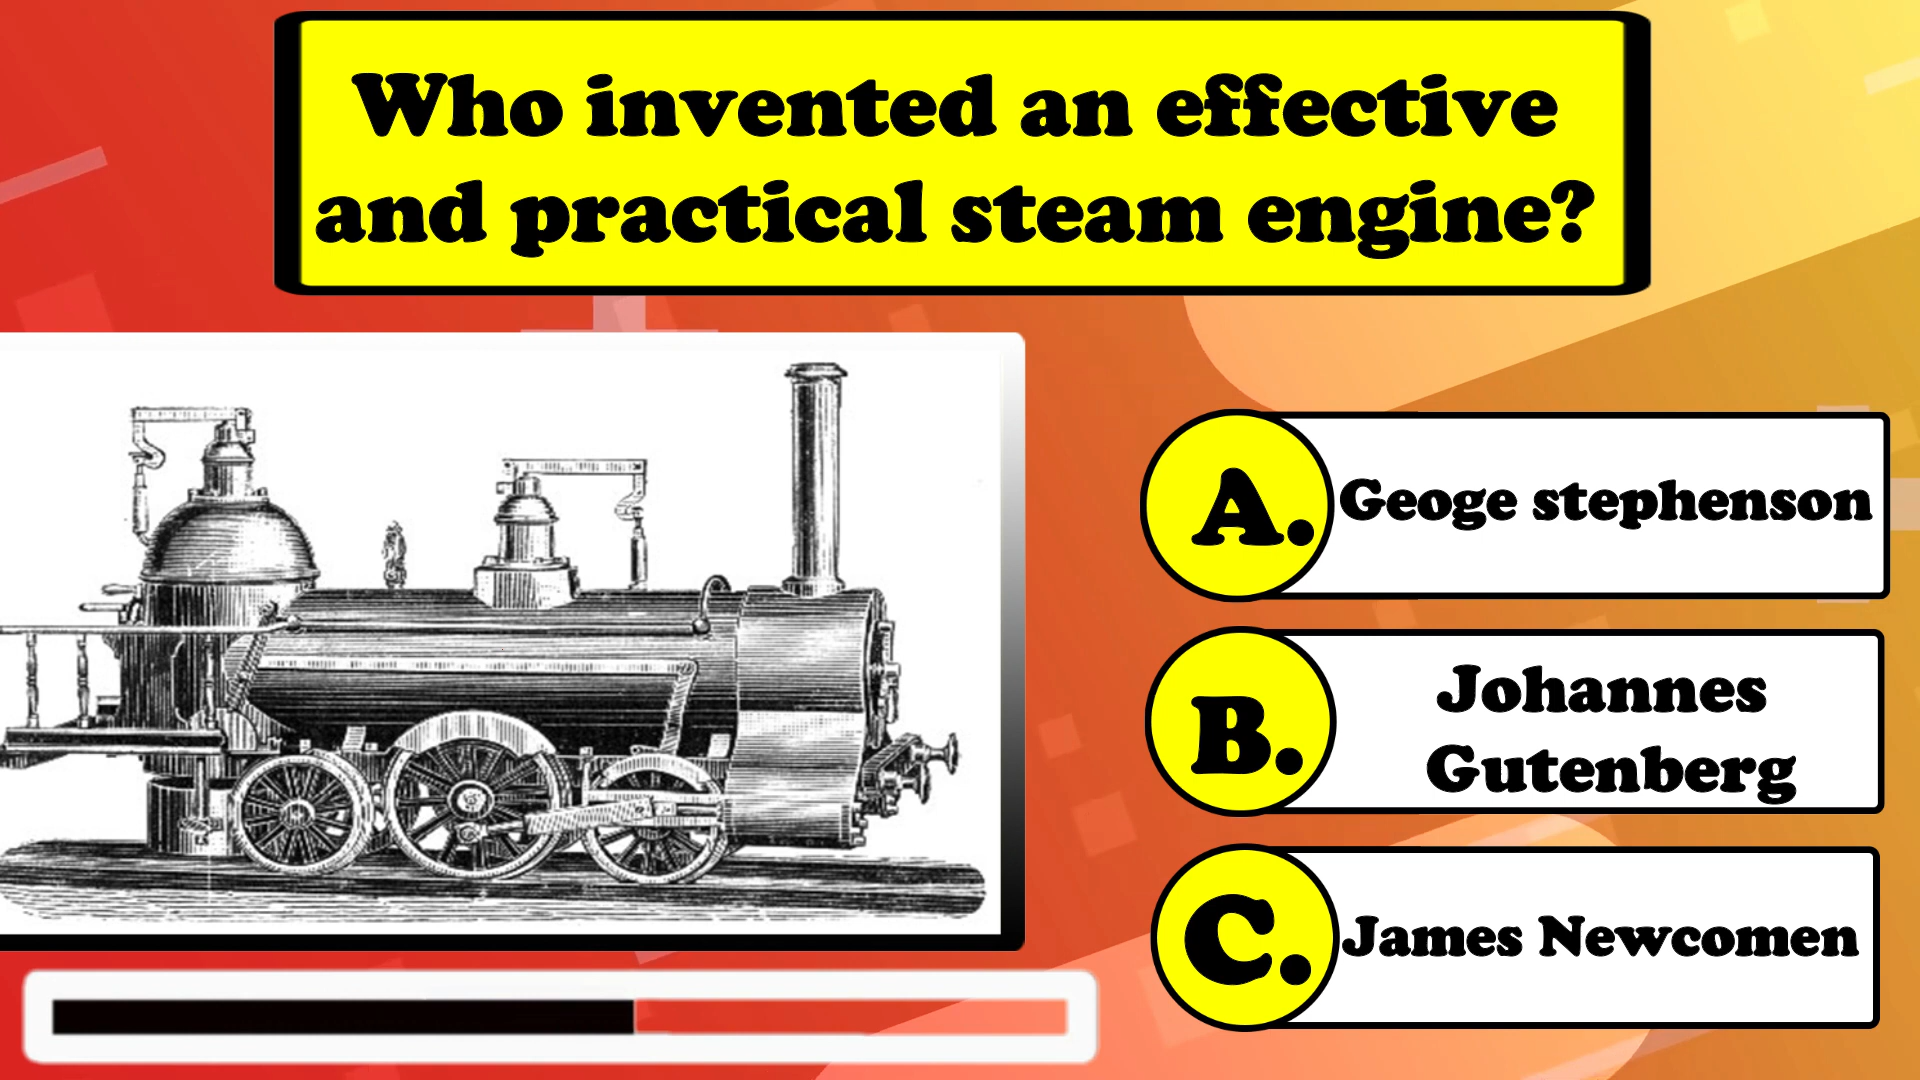 Who invented an effective
and practical steam engine?
A. Geoge stephenson
B. Johannes
Gutenberg
C. James Newcomen